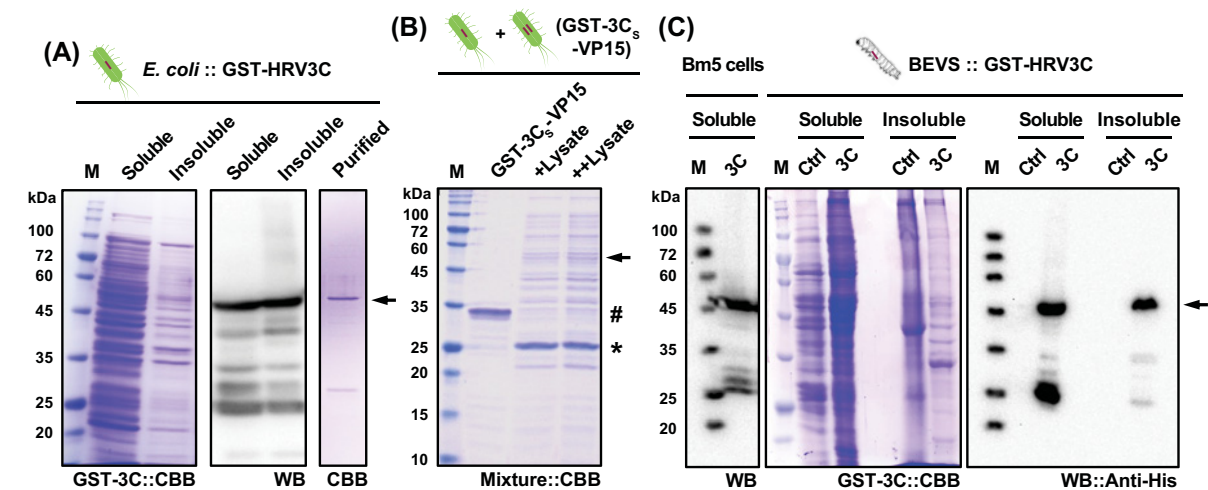 (A)
E. coli :: GST-HRV3C
Soluble
Insoluble
Soluble
Insoluble
Purified
M
kDa
100
72
60
45
35
25
20
GST-3C::CBB
WB
CBB
(B)
+
(GST-3Cs
-VP15)
GST-3Cs-VP15
+Lysate
++Lysate
M
kDa
100
72
60
45
35
25
20
15
10
#
*
Mixture::CBB
(C)
Bm5 cells
BEVS :: GST-HRV3C
Soluble
Soluble
Insoluble
Soluble
Insoluble
M
3C
Ctrl
3C
Ctrl
3C
M
Ctrl
3C
Ctrl
3C
kDa
100
72
60
45
35
25
20
WB
GST-3C::CBB
WB::Anti-His